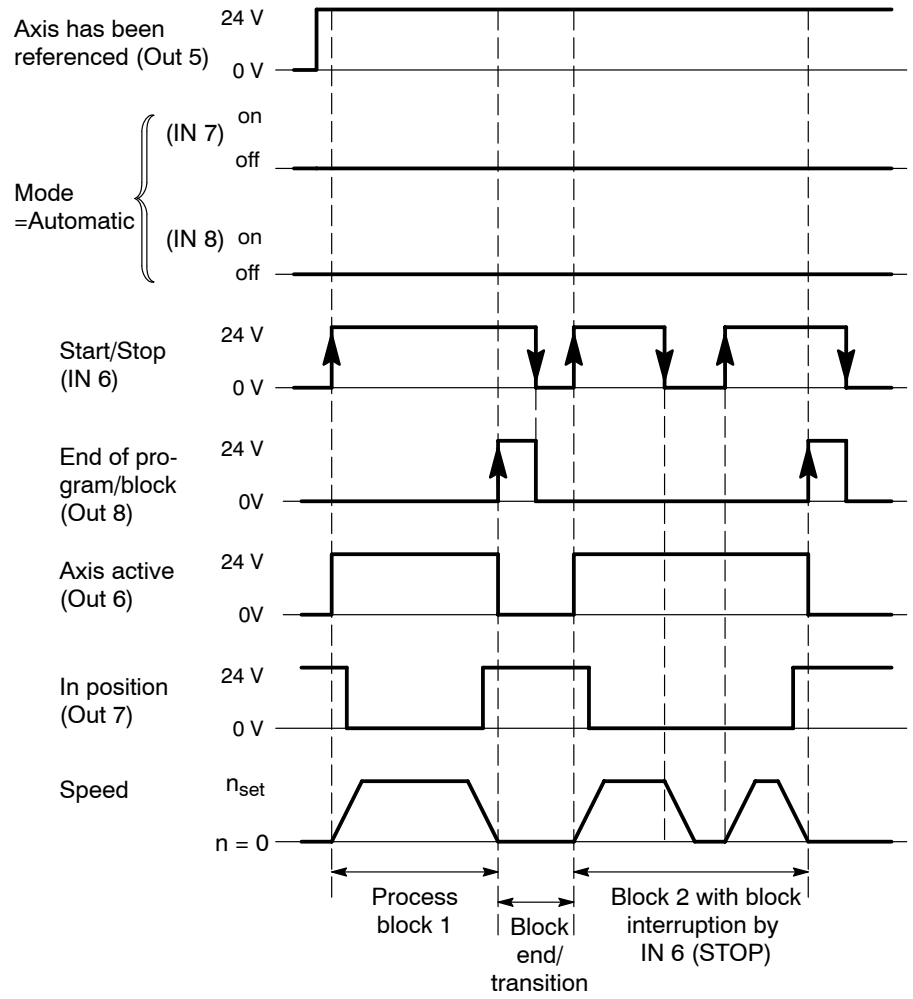 24 V
Axis has been
referenced (Out 5)
0 V
on
(IN 7)
off
Mode
=Automatic
(IN 8)
on
off
24 V
Start/Stop
(IN 6)
0 V
24 V
End of pro-
gram/block
(Out 8)
0V
24 V
Axis active
(Out 6)
0V
24 V
In position
(Out 7)
0 V
Speed
nset
n = 0
Process
block 1
Block
end/
transition
Block 2 with block
interruption by
IN 6 (STOP)